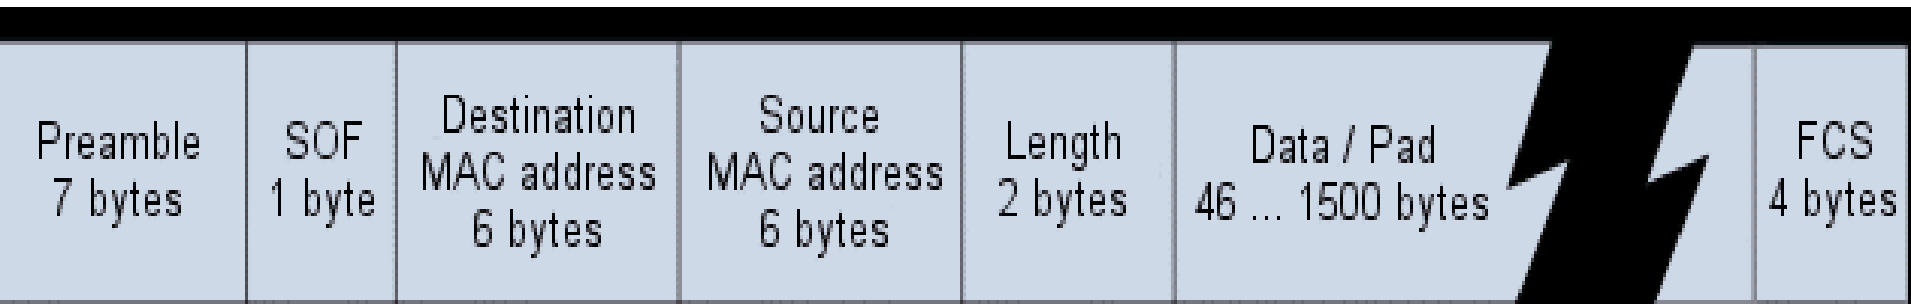 Preamble
7 bytes
SOF
1 byte
Destination
MAC address
6 bytes
Source
MAC address
6 bytes
Length
2 bytes
Data / Pad
46 ... 1500 bytes
FCS
4 bytes